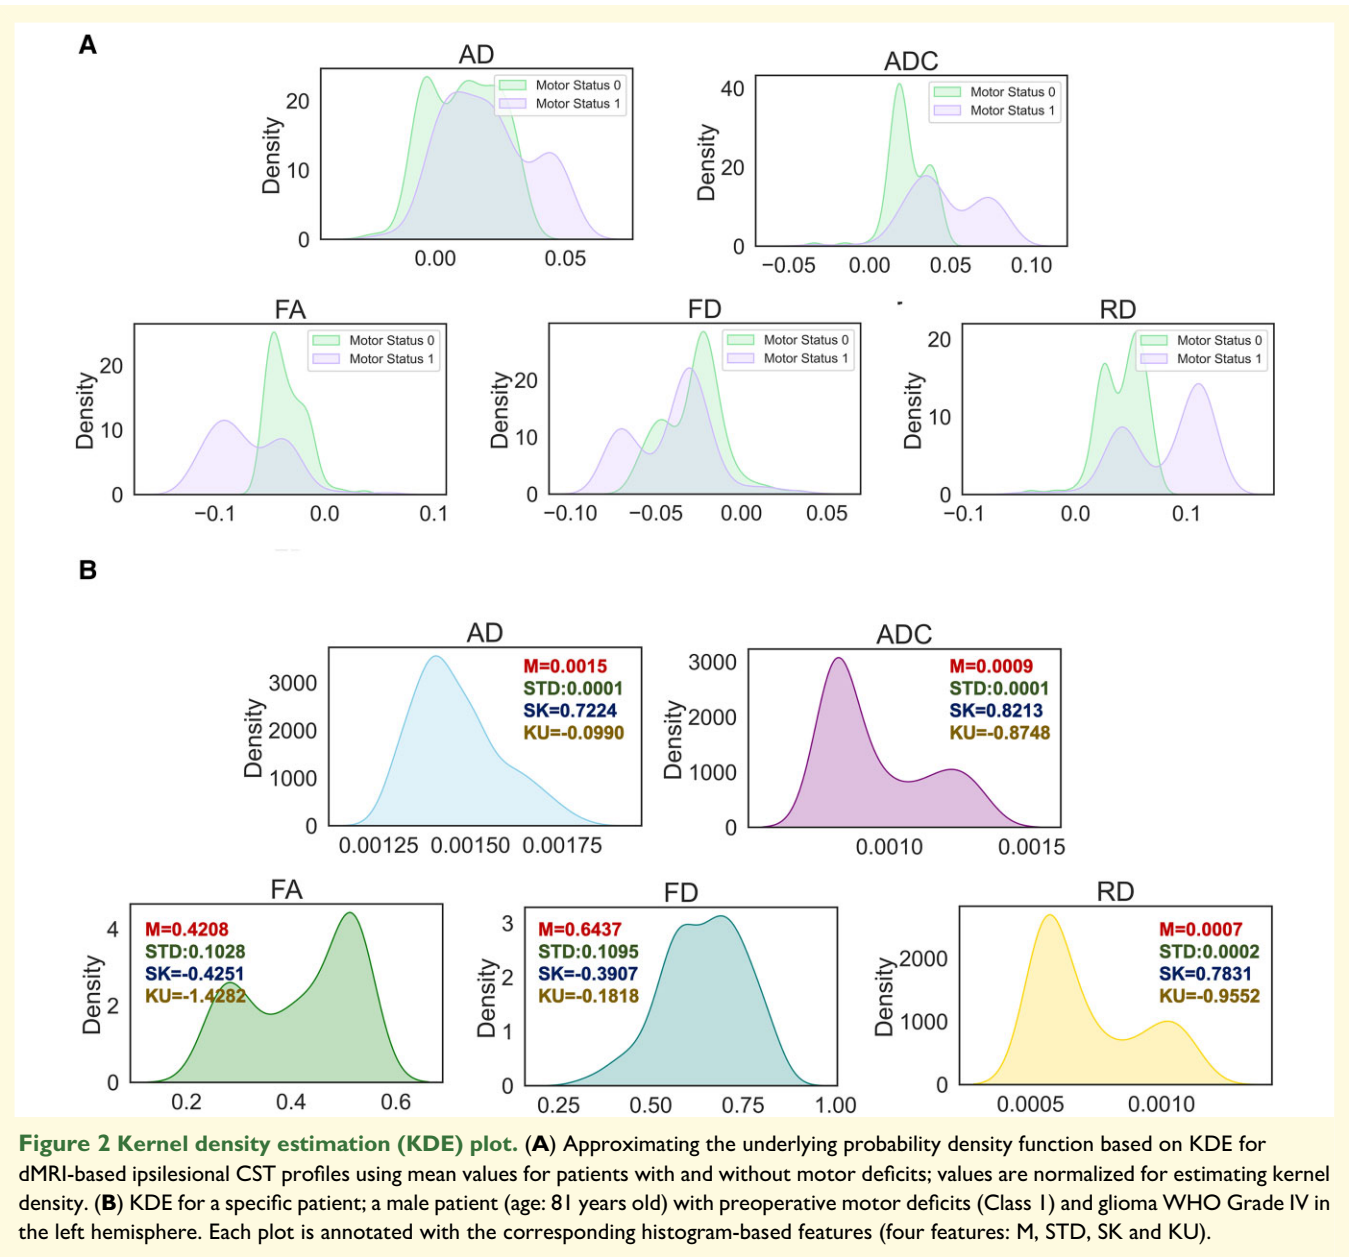 A
AD
Density
20
10
0
0.00 0.05
Motor Status 0
Motor Status 1
ADC
Density
40
20
0
−0.05 0.00 0.05 0.10
Motor Status 0
Motor Status 1
FA
Density
20
10
0
−0.1 0.0 0.1
Motor Status 0
Motor Status 1
FD
Density
20
10
0
−0.10 −0.05 0.00 0.05
Motor Status 0
Motor Status 1
RD
Density
20
10
0
−0.1 0.0 0.1
Motor Status 0
Motor Status 1
B
AD
Density
3000
2000
1000
0
0.00125 0.00150 0.00175
M=0.0015
STD:0.0001
SK=0.7224
KU=-0.0990
ADC
Density
3000
2000
1000
0
0.0010 0.0015
M=0.0009
STD:0.0001
SK=0.8213
KU=-0.8748
FA
Density
4
2
0
0.2 0.4 0.6
M=0.4208
STD:0.1028
SK=-0.4251
KU=-1.4282
FD
Density
3
2
1
0
0.25 0.50 0.75 1.00
M=0.6437
STD:0.1095
SK=-0.3907
KU=-0.1818
RD
Density
2000
1000
0
0.0005 0.0010
M=0.0007
STD:0.0002
SK=0.7831
KU=-0.9552
Figure 2 Kernel density estimation (KDE) plot. (A) Approximating the underlying probability density function based on KDE for
dMRI-based ipsilesional CST profiles using mean values for patients with and without motor deficits; values are normalized for estimating kernel
density. (B) KDE for a specific patient; a male patient (age: 81 years old) with preoperative motor deficits (Class 1) and glioma WHO Grade IV in
the left hemisphere. Each plot is annotated with the corresponding histogram-based features (four features: M, STD, SK and KU).